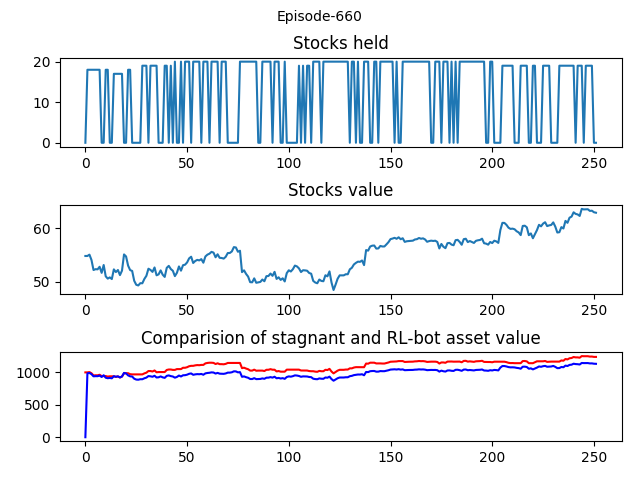 Episode-660
Stocks held
20
10
0
0 50 100 150 200 250
Stocks value
60
50
0 50 100 150 200 250
Comparision of stagnant and RL-bot asset value
1000
500
0
0 50 100 150 200 250